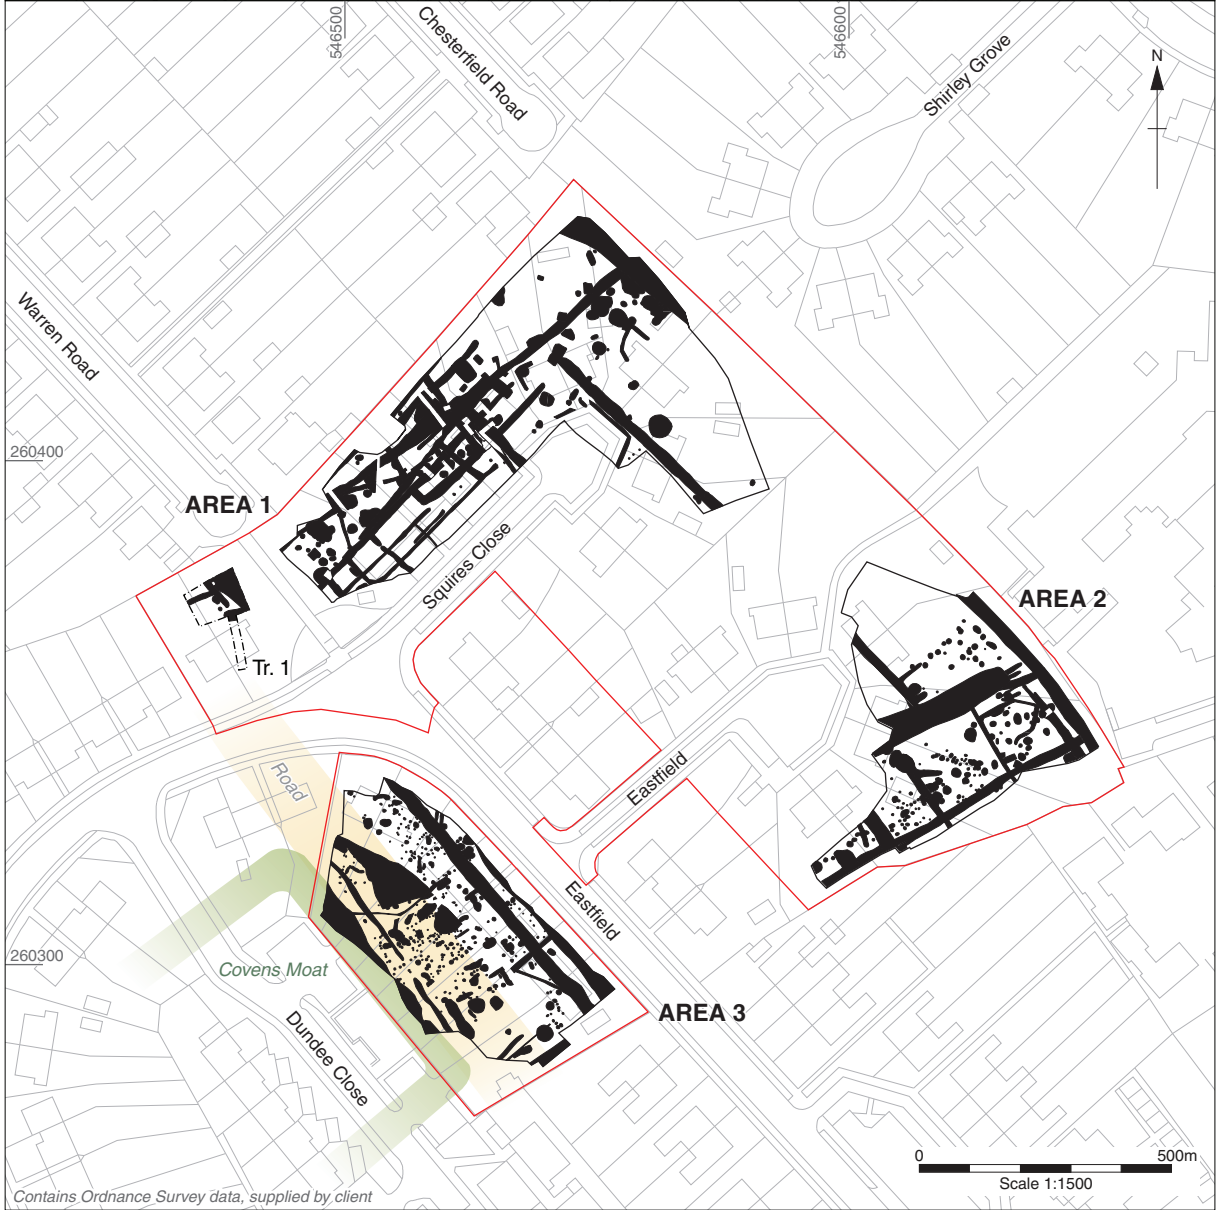 546500
546600
Chesterfield Road
Shirley Grove
N
Warren Road
260400
AREA 1
Squires Close
AREA 2
Tr. 1
Road
Eastfield
Eastfield
260300
Covens Moat
AREA 3
Dundee Close
0 500m
Scale 1:1500
Contains Ordnance Survey data, supplied by client